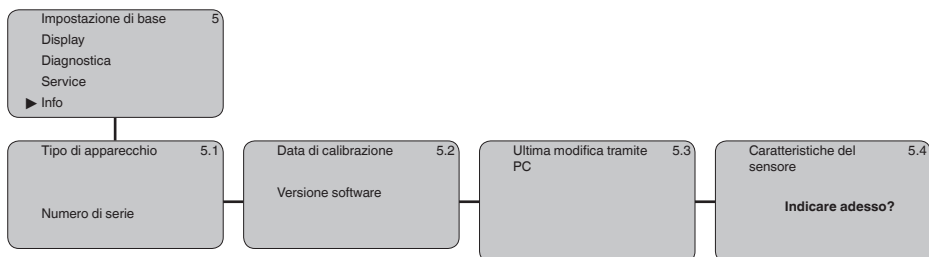 Impostazione di base 5
Display
Diagnostica
Service
▶ Info
Tipo di apparecchio 5.1
Numero di serie
Data di calibrazione 5.2
Versione software
Ultima modifica tramite 5.3
PC
Caratteristiche del 5.4
sensore
Indicare adesso?